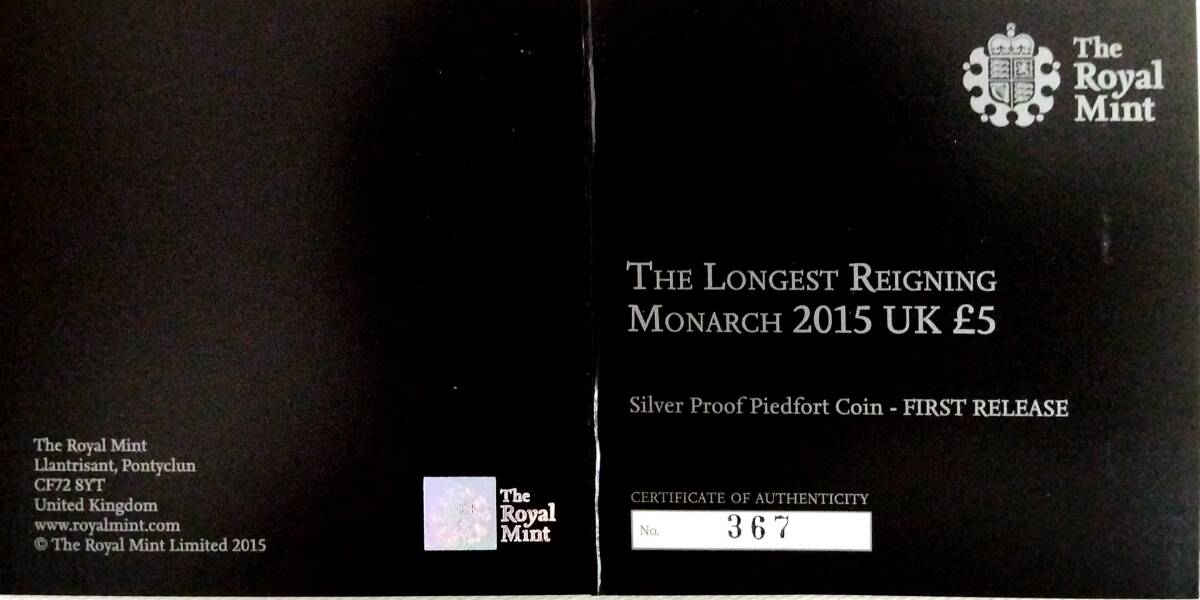 The Royal Mint
Llantrisant, Pontyclun
CF72 8YT
United Kingdom
www.royalmint.com
© The Royal Mint Limited 2015
The
Royal
Mint
The
Royal
Mint
The Longest Reigning
Monarch 2015 UK £5
Silver Proof Piedfort Coin - FIRST RELEASE
CERTIFICATE OF AUTHENTICITY
No. 367